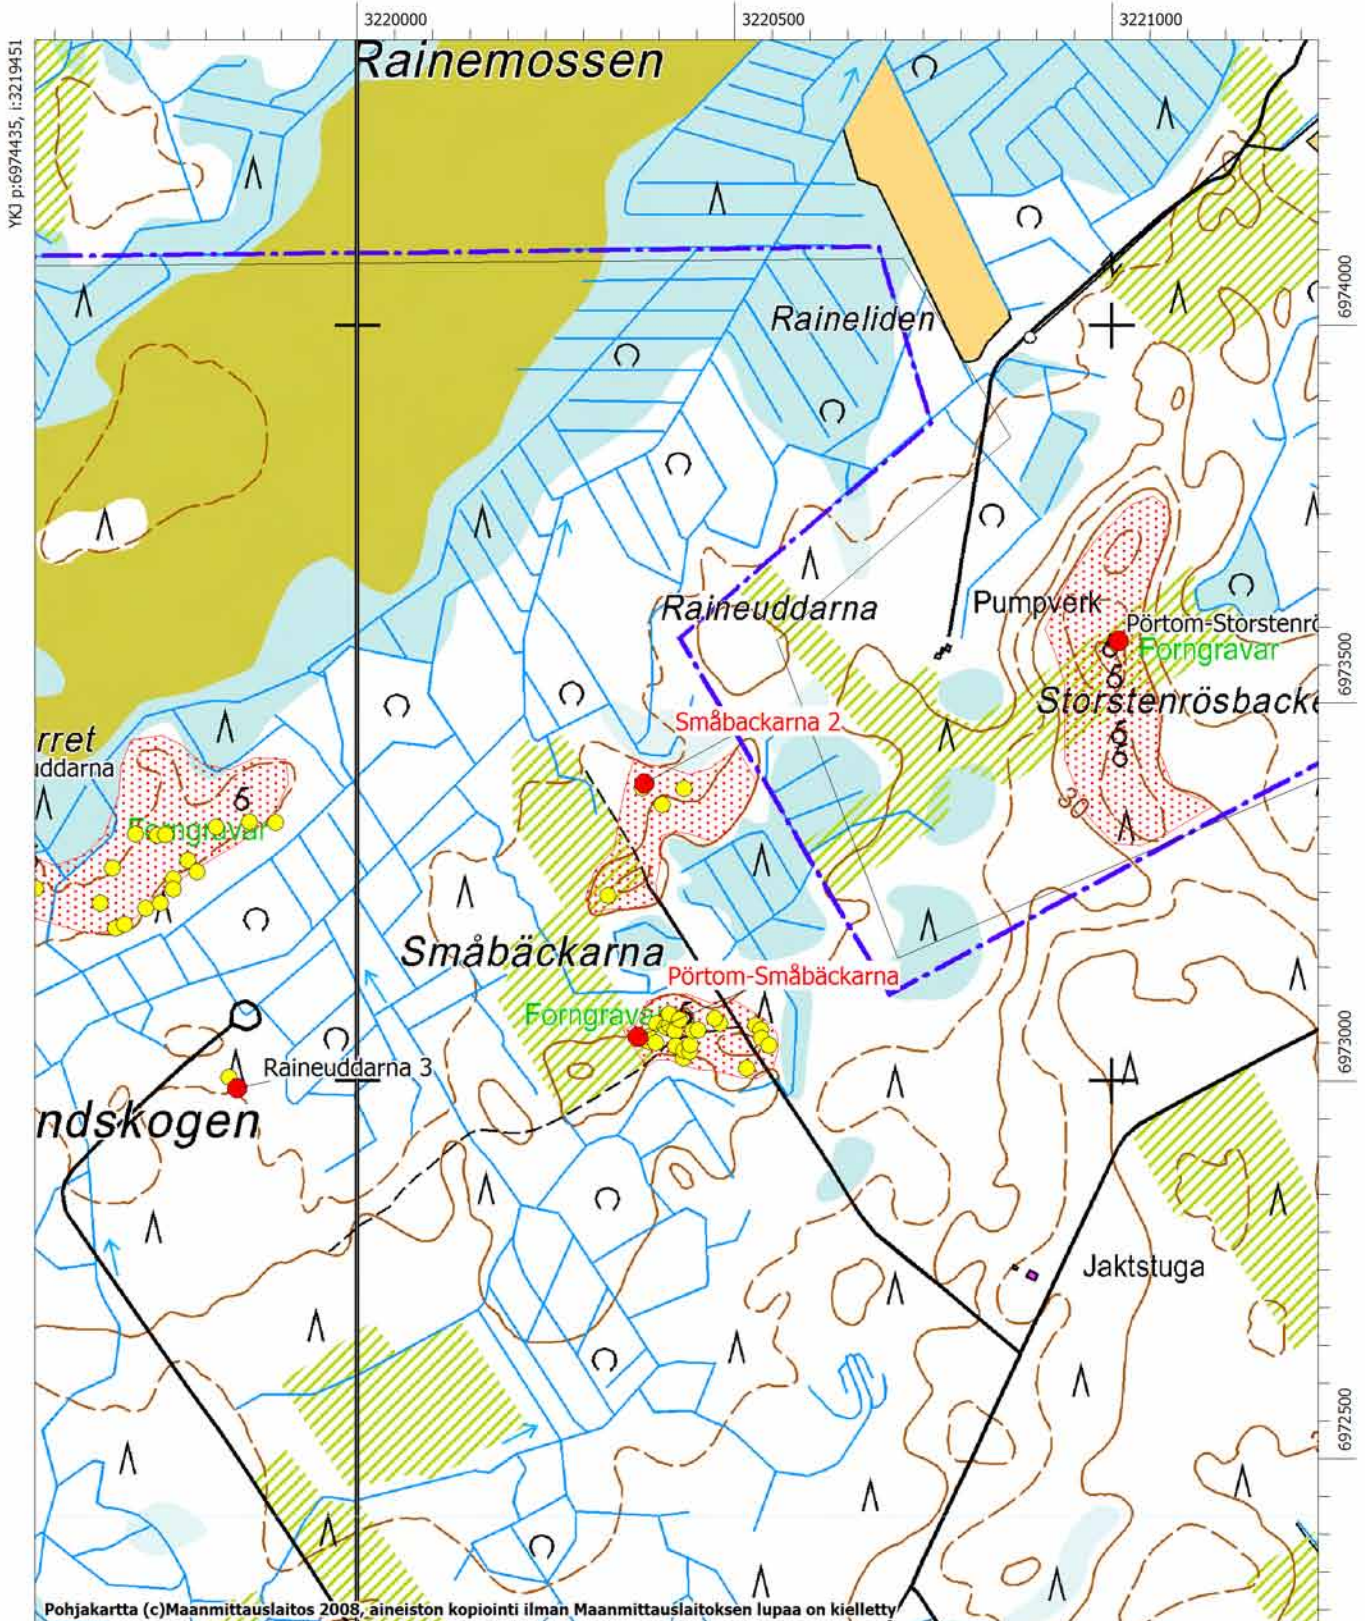 3220000
3220500
3221000
YKJ p:6974435, i:3219451
Rainemossen
6974000
Raineliden
Raineuddarna
Pumpverk
Pörtom-Storstenrö
Forngravar
6973500
Storstenrösbacke
Småbackarna 2
rret
uddarna
6
Forngravar
30
Småbäckarna
Pörtom-Småbäckarna
Forngrava
6973000
Raineuddarna 3
ndskogen
Jaktstuga
6972500
Pohjakartta (c)Maanmittauslaitos 2008, aineiston kopiointi ilman Maanmittauslaitoksen lupaa on kielletty